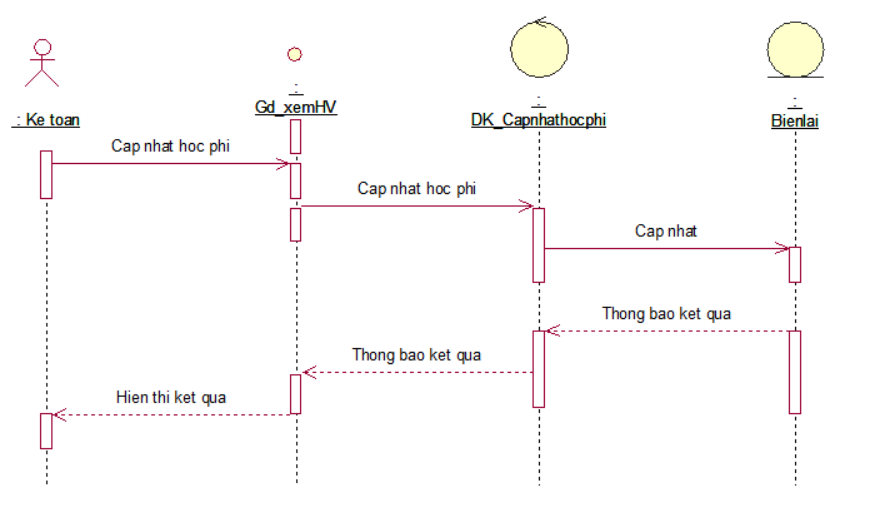 :
Gd_xemHV
: Ke toan
:
DK_Capnhathocphi
:
Bienlai
Cap nhat hoc phi
Cap nhat hoc phi
Cap nhat
Thong bao ket qua
Thong bao ket qua
Hien thi ket qua